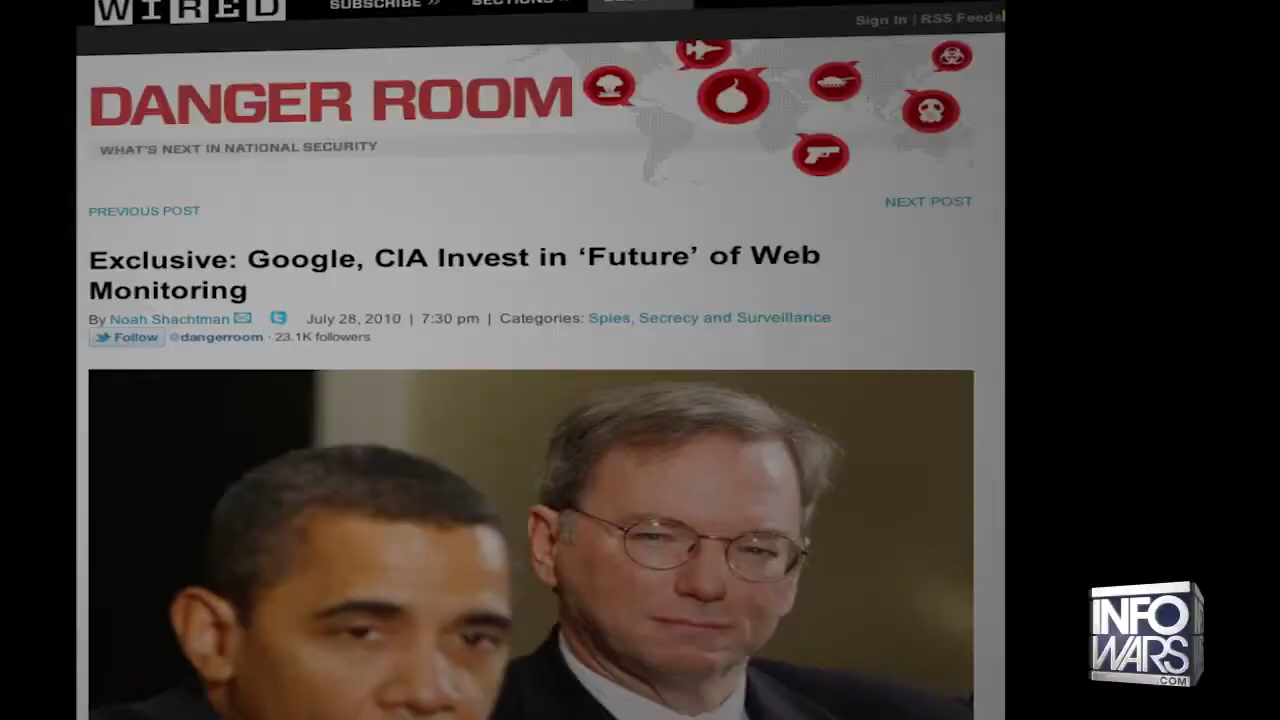 WIRED
SUBSCRIBE »
SECTIONS »
Sign In | RSS Feeds
DANGER ROOM
WHAT'S NEXT IN NATIONAL SECURITY
PREVIOUS POST
NEXT POST
Exclusive: Google, CIA Invest in ‘Future’ of Web
Monitoring
By Noah Shachtman July 28, 2010 | 7:30 pm | Categories: Spies, Secrecy and Surveillance
Follow @dangerroom · 23.1K followers
INFO
WARS
.COM